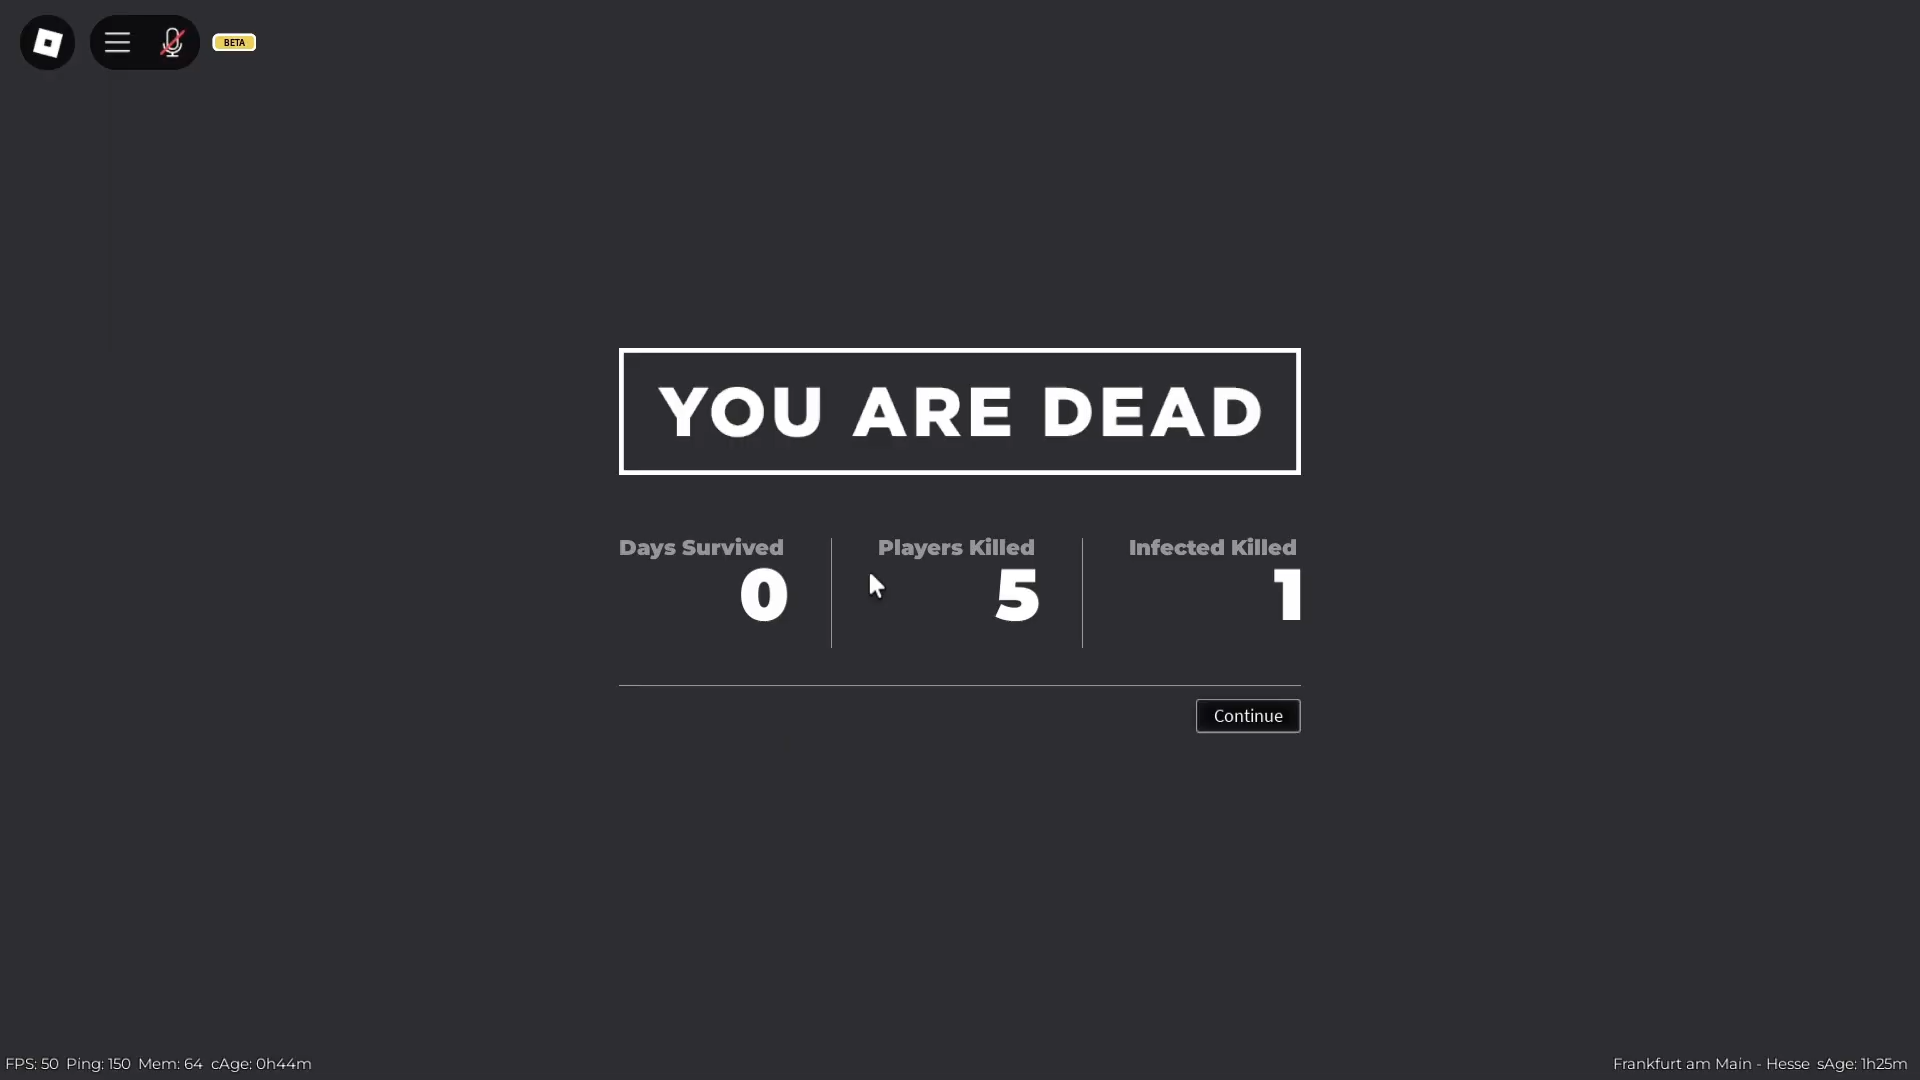 BETA
YOU ARE DEAD
Days Survived Players Killed Infected Killed
0 5 1
Continue
FPS: 50 Ping: 150 Mem: 64 cAge: 0h44m Frankfurt am Main - Hesse sAge: 1h25m